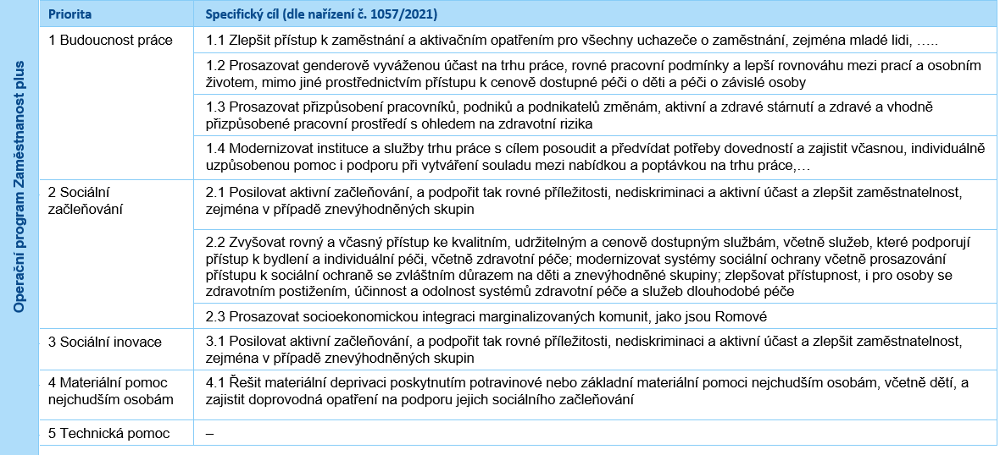 Operační program Zaměstnanost plus
Priorita
Specifický cíl (dle nařízení č. 1057/2021)
1 Budoucnost práce
1.1 Zlepšit přístup k zaměstnání a aktivačním opatřením pro všechny uchazeče o zaměstnání, zejména mladé lidi, …..
1.2 Prosazovat genderově vyváženou účast na trhu práce, rovné pracovní podmínky a lepší rovnováhu mezi prací a osobním
životem, mimo jiné prostřednictvím přístupu k cenově dostupné péči o děti a péči o závislé osoby
1.3 Prosazovat přizpůsobení pracovníků, podniků a podnikatelů změnám, aktivní a zdravé stárnutí a zdravé a vhodně
přizpůsobené pracovní prostředí s ohledem na zdravotní rizika
1.4 Modernizovat instituce a služby trhu práce s cílem posoudit a předvídat potřeby dovedností a zajistit včasnou, individuálně
uzpůsobenou pomoc i podporu při vytváření souladu mezi nabídkou a poptávkou na trhu práce,…
2 Sociální
začleňování
2.1 Posilovat aktivní začleňování, a podpořit tak rovné příležitosti, nediskriminaci a aktivní účast a zlepšit zaměstnatelnost,
zejména v případě znevýhodněných skupin
2.2 Zvyšovat rovný a včasný přístup ke kvalitním, udržitelným a cenově dostupným službám, včetně služeb, které podporují
přístup k bydlení a individuální péči, včetně zdravotní péče; modernizovat systémy sociální ochrany včetně prosazování
přístupu k sociální ochraně se zvláštním důrazem na děti a znevýhodněné skupiny; zlepšovat přístupnost, i pro osoby se
zdravotním postižením, účinnost a odolnost systémů zdravotní péče a služeb dlouhodobé péče
2.3 Prosazovat socioekonomickou integraci marginalizovaných komunit, jako jsou Romové
3 Sociální inovace
3.1 Posilovat aktivní začleňování, a podpořit tak rovné příležitosti, nediskriminaci a aktivní účast a zlepšit zaměstnatelnost,
zejména v případě znevýhodněných skupin
4 Materiální pomoc
nejchudším osobám
4.1 Řešit materiální deprivaci poskytnutím potravinové nebo základní materiální pomoci nejchudším osobám, včetně dětí, a
zajistit doprovodná opatření na podporu jejich sociálního začleňování
5 Technická pomoc
–